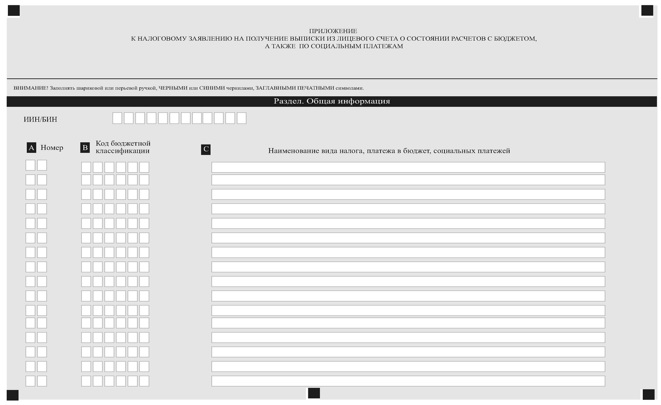 ПРИЛОЖЕНИЕ
К НАЛОГОВОМУ ЗАЯВЛЕНИЮ НА ПОЛУЧЕНИЕ ВЫПИСКИ ИЗ ЛИЦЕВОГО СЧЕТА О СОСТОЯНИИ РАСЧЕТОВ С БЮДЖЕТОМ,
А ТАКЖЕ ПО СОЦИАЛЬНЫМ ПЛАТЕЖАМ
ВНИМАНИЕ! Заполнять шариковой или перьевой ручкой, ЧЕРНЫМИ или СИНИМИ чернилами, ЗАГЛАВНЫМИ ПЕЧАТНЫМИ символами.
Раздел. Общая информация
ИИН/БИН
A Номер
B Код бюджетной
классификации
C Наименование вида налога, платежа в бюджет, социальных платежей